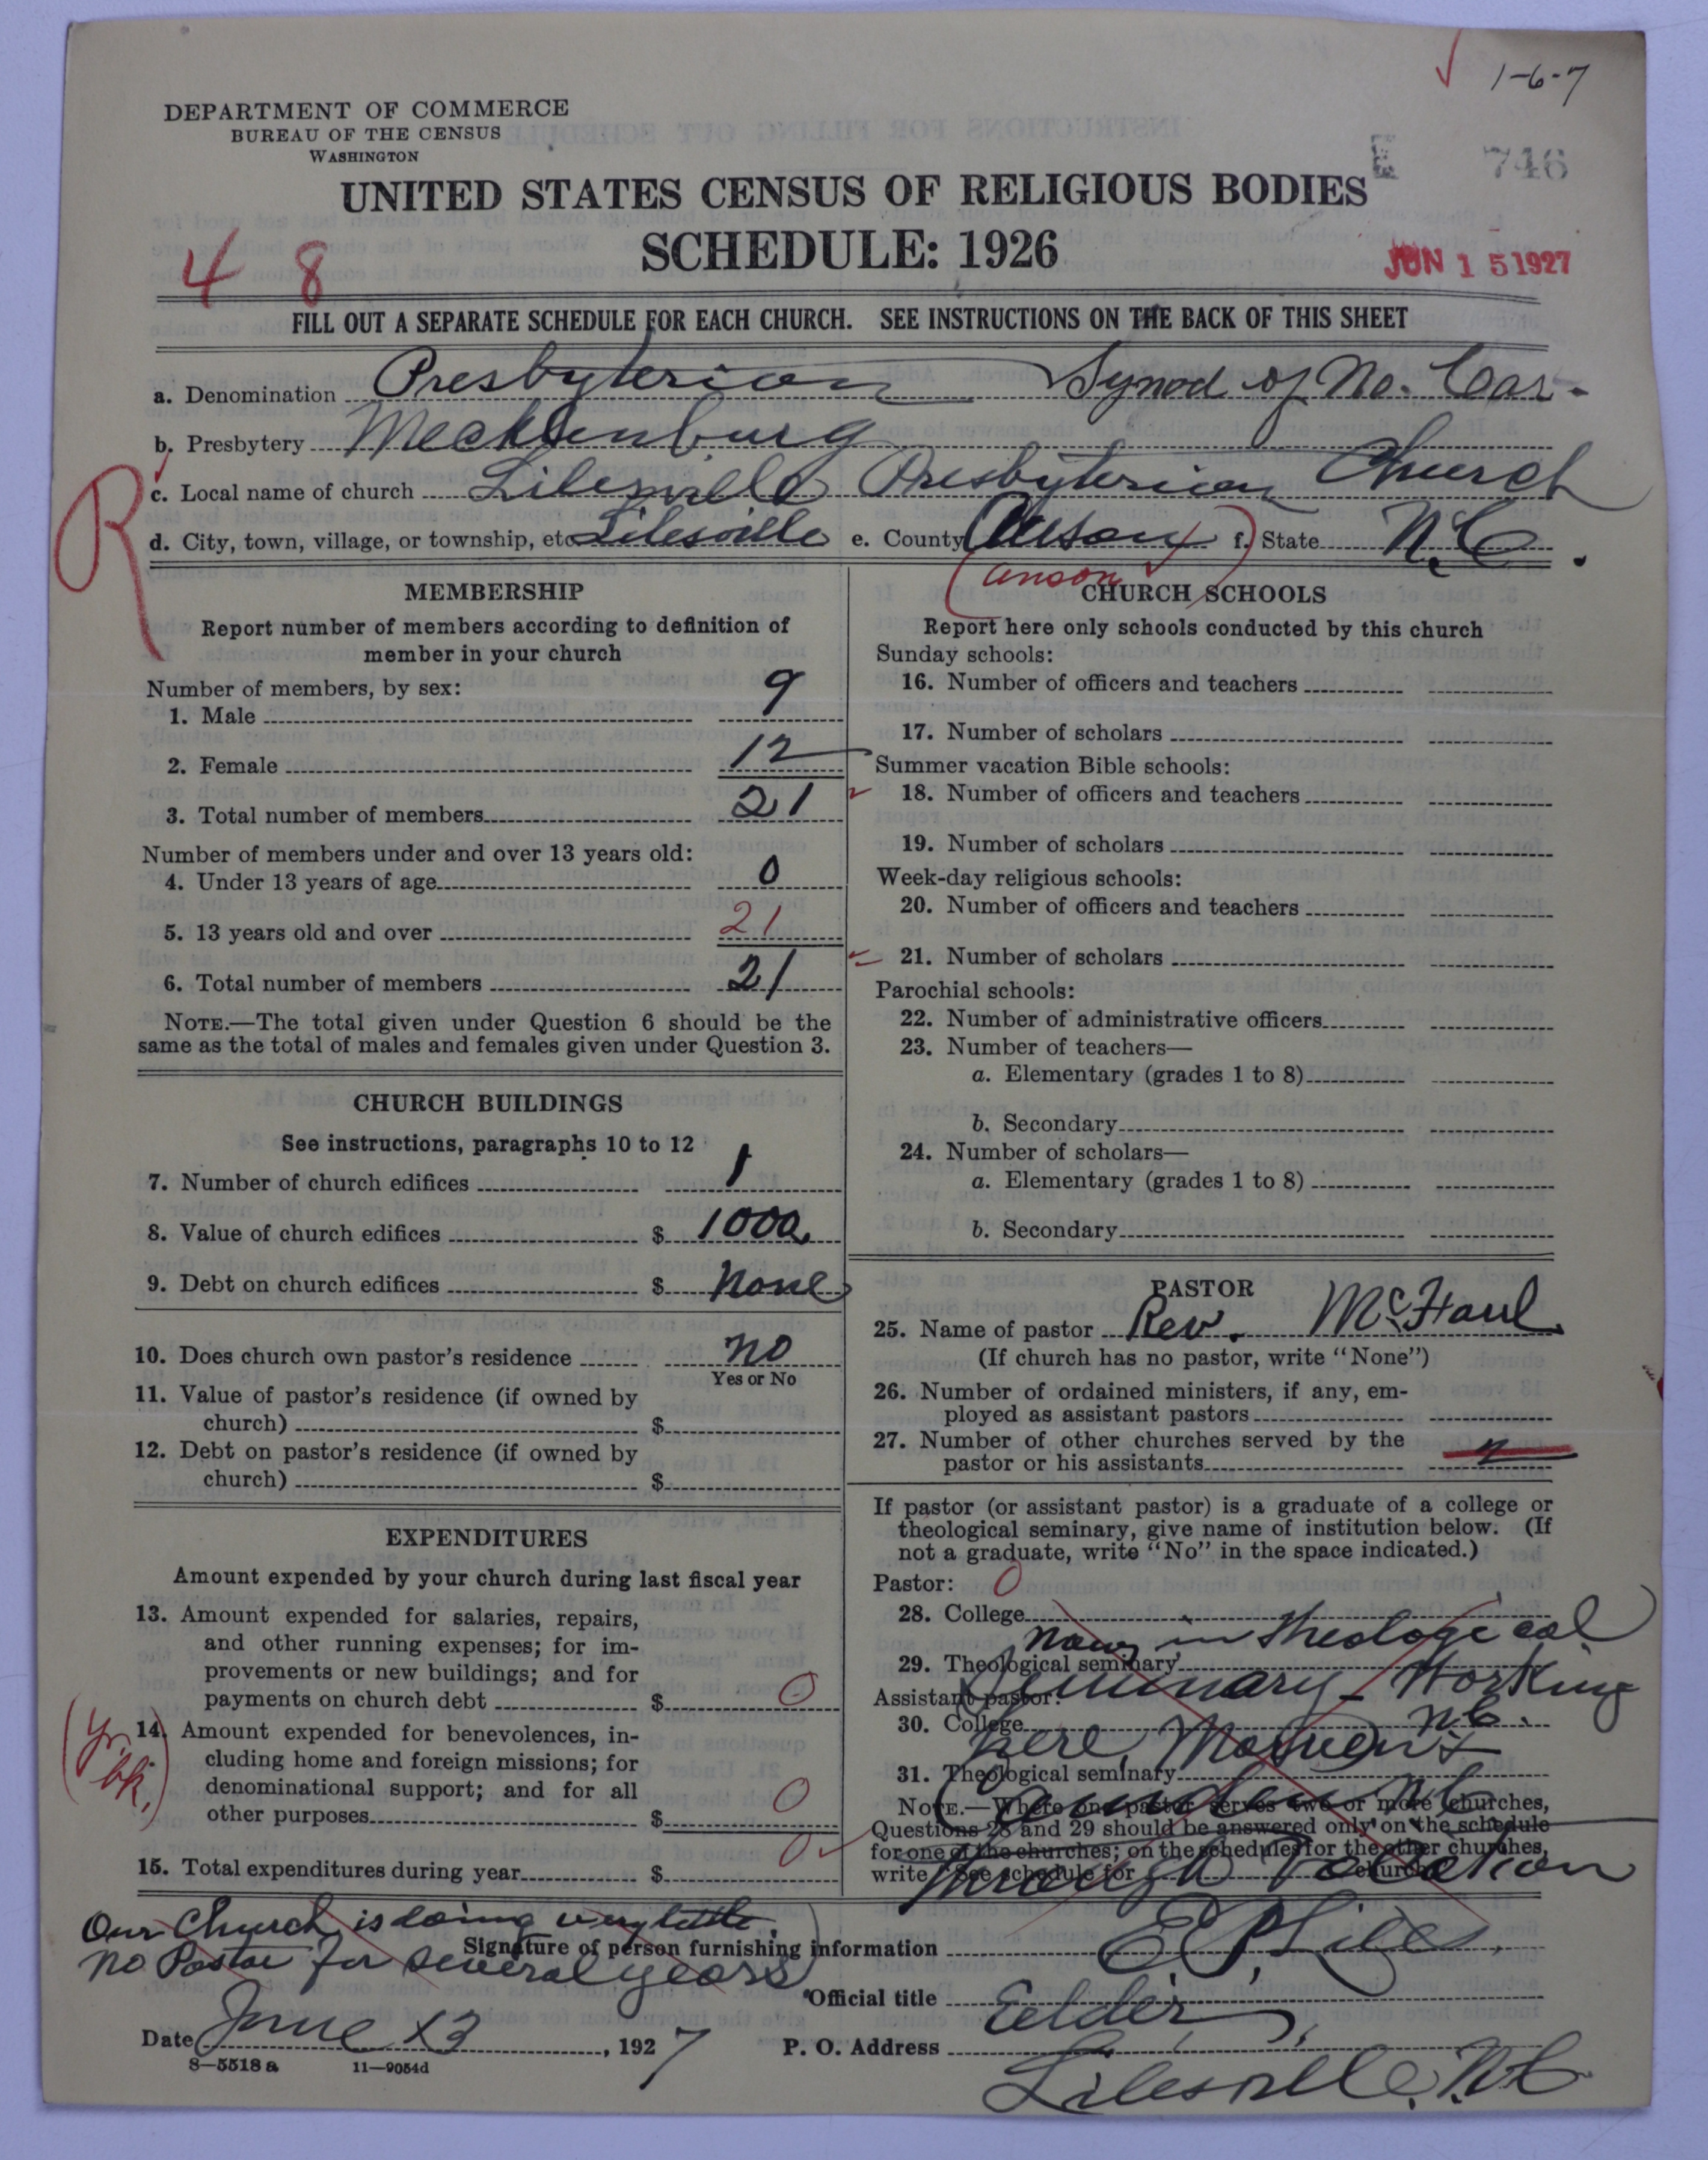 1-6-7
DEPARTMENT OF COMMERCE
BUREAU OF THE CENSUS
WASHINGTON
E 746
UNITED STATES CENSUS OF RELIGIOUS BODIES
SCHEDULE: 1926
4 8
JUN 15 1927
FILL OUT A SEPARATE SCHEDULE FOR EACH CHURCH. SEE INSTRUCTIONS ON THE BACK OF THIS SHEET
a. Denomination Presbyterian Synod of No. Car.
b. Presbytery Mecklenburg
R
c. Local name of church Lilesville Presbyterian Church
d. City, town, village, or township, etc Lilesville e. County Anson f. State N.C.
(Anson)
MEMBERSHIP
Report number of members according to definition of
member in your church
Number of members, by sex:
1. Male 9
2. Female 12
3. Total number of members 21
Number of members under and over 13 years old:
4. Under 13 years of age 0
5. 13 years old and over 21
6. Total number of members 21
NOTE.—The total given under Question 6 should be the
same as the total of males and females given under Question 3.
CHURCH BUILDINGS
See instructions, paragraphs 10 to 12
7. Number of church edifices 1
8. Value of church edifices $ 1000
9. Debt on church edifices $ None
10. Does church own pastor's residence No
Yes or No
11. Value of pastor's residence (if owned by
church) $
12. Debt on pastor's residence (if owned by
church) $
EXPENDITURES
Amount expended by your church during last fiscal year
13. Amount expended for salaries, repairs,
and other running expenses; for im-
provements or new buildings; and for
payments on church debt $ 0
(Yr. bk.)
14. Amount expended for benevolences, in-
cluding home and foreign missions; for
denominational support; and for all
other purposes $ 0
15. Total expenditures during year $ 0
CHURCH SCHOOLS
Report here only schools conducted by this church
Sunday schools:
16. Number of officers and teachers
17. Number of scholars
Summer vacation Bible schools:
18. Number of officers and teachers
19. Number of scholars
Week-day religious schools:
20. Number of officers and teachers
21. Number of scholars
Parochial schools:
22. Number of administrative officers
23. Number of teachers—
a. Elementary (grades 1 to 8)
b. Secondary
24. Number of scholars—
a. Elementary (grades 1 to 8)
b. Secondary
PASTOR
25. Name of pastor Rev. McFaul
(If church has no pastor, write "None")
26. Number of ordained ministers, if any, em-
ployed as assistant pastors
27. Number of other churches served by the
pastor or his assistants
If pastor (or assistant pastor) is a graduate of a college or
theological seminary, give name of institution below. (If
not a graduate, write "No" in the space indicated.)
Pastor: 0
28. College
Now in Theological
29. Theological seminary
Seminary - Working
Assistant pastor:
30. College
here, Morven N.C.
31. Theological seminary
NOTE.—Where one pastor serves two or more churches,
Questions 28 and 29 should be answered only on the schedule
for one of the churches; on the schedules for the other churches,
write "See schedule for church."
through Vacation
Our Church is doing very little.
No Pastor for several years
Signature of person furnishing information E. P. Liles,
Official title Elder,
Date June 13, 1927
P. O. Address Lilesville, N.C.
8—5518 a 11—9054d